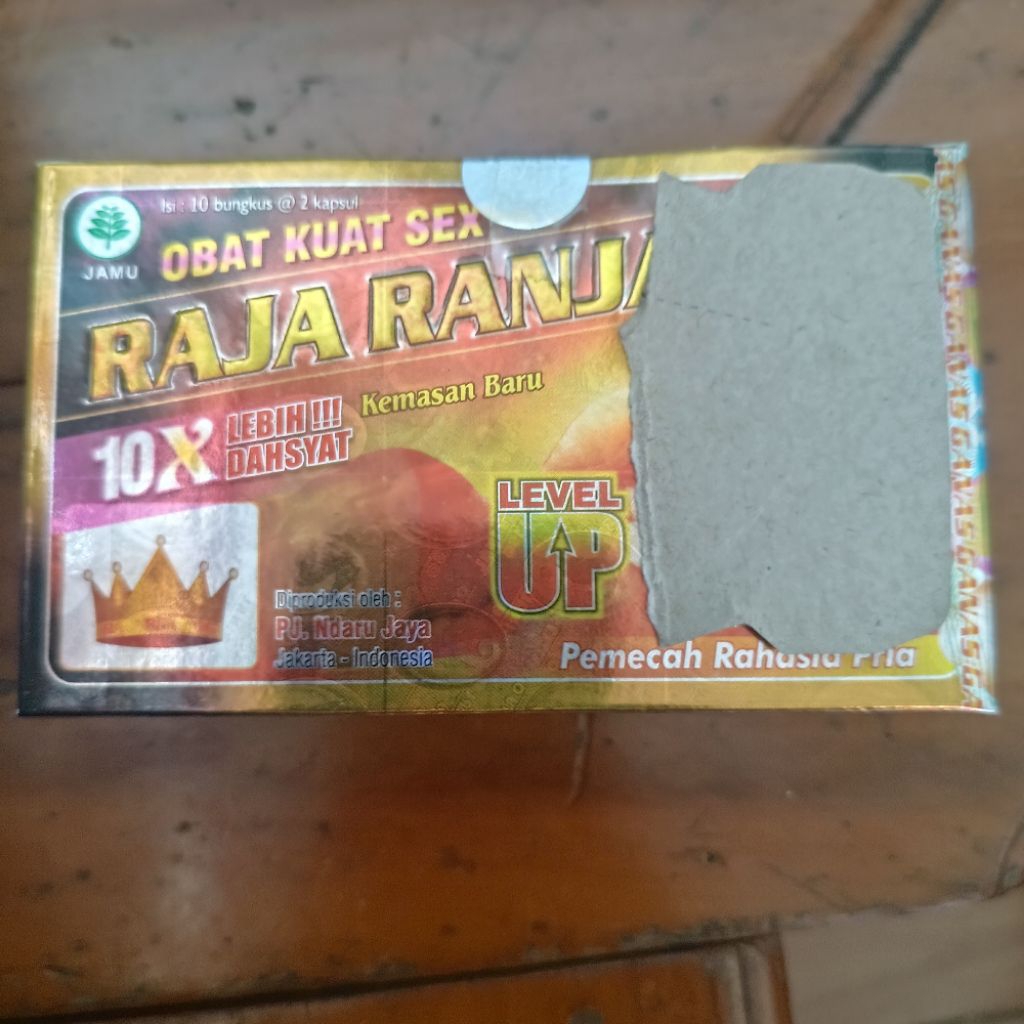 Isi : 10 bungkus @ 2 kapsul
JAMU
OBAT KUAT SEX
RAJA RANJA
Kemasan Baru
10X LEBIH !!!
DAHSYAT
LEVEL
UP
Diproduksi oleh :
PJ. Ndaru Jaya
Jakarta - Indonesia
Pemecah Rahasia Pria